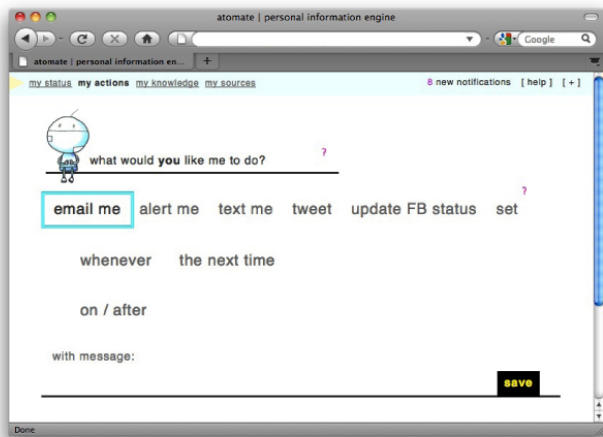 atomate | personal information engine
Google
atomate | personal information en... +
my status my actions my knowledge my sources 8 new notifications [ help ] [ + ]
what would you like me to do? ?
?
email me alert me text me tweet update FB status set
whenever the next time
on / after
with message:
save
Done